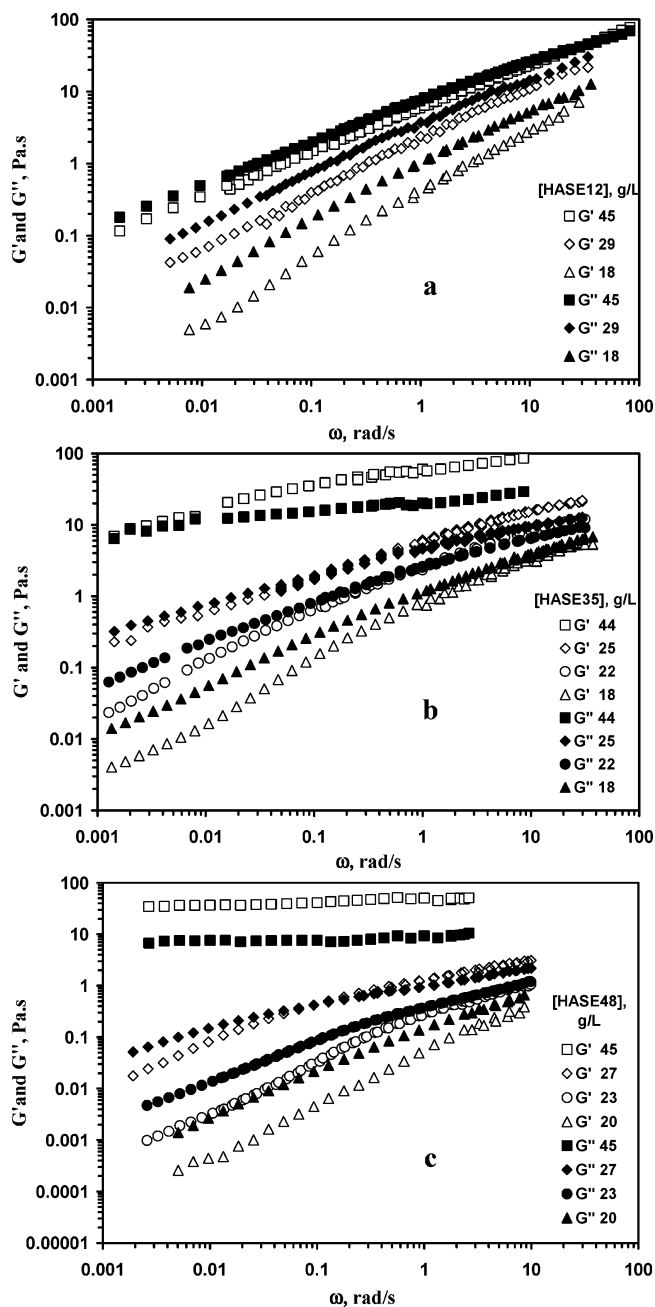 100
10
1
0.1
0.01
0.001
G'and G'', Pa.s
[HASE12], g/L
G' 45
G' 29
G' 18
G'' 45
G'' 29
G'' 18
a
0.001 0.01 0.1 1 10 100
ω, rad/s
100
10
1
0.1
0.01
0.001
G' and G'', Pa.s
[HASE35], g/L
G' 44
G' 25
G' 22
G' 18
G'' 44
G'' 25
G'' 22
G'' 18
b
0.001 0.01 0.1 1 10 100
ω, rad/s
100
10
1
0.1
0.01
0.001
0.0001
0.00001
G'and G'', Pa.s
[HASE48],
g/L
G' 45
G' 27
G' 23
G' 20
G'' 45
G'' 27
G'' 23
G'' 20
c
0.001 0.01 0.1 1 10 100
ω, rad/s